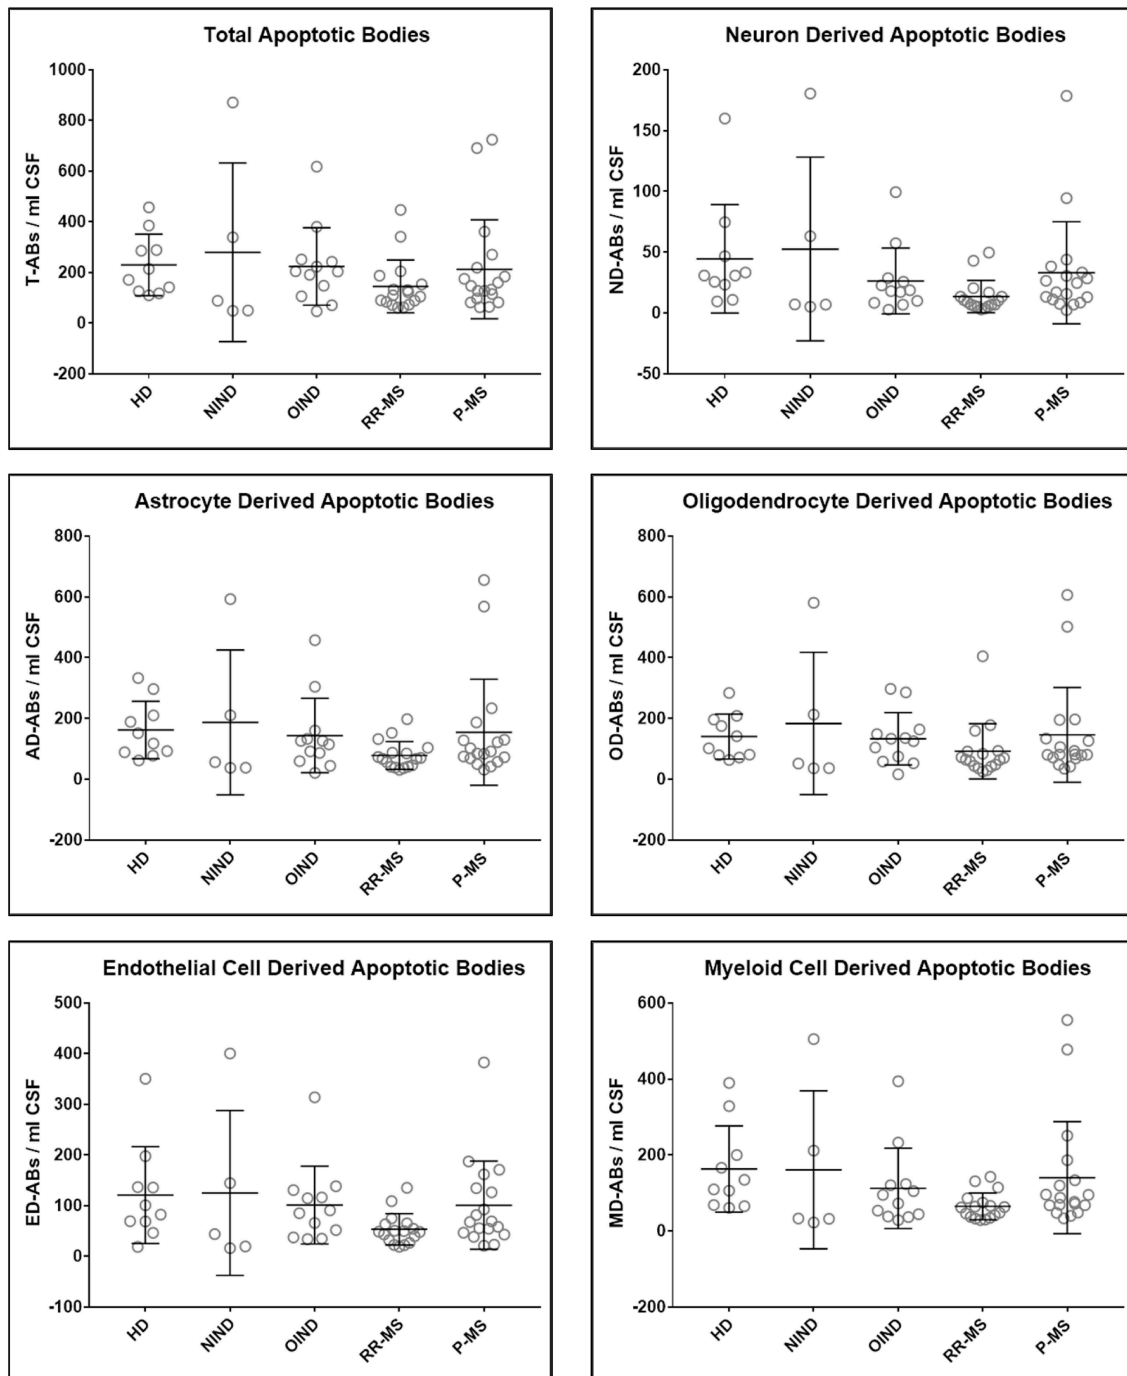 Total Apoptotic Bodies
T-ABs / ml CSF
1000
800
600
400
200
0
-200
HD
NIND
OIND
RR-MS
P-MS
Neuron Derived Apoptotic Bodies
ND-ABs / ml CSF
200
150
100
50
0
-50
HD
NIND
OIND
RR-MS
P-MS
Astrocyte Derived Apoptotic Bodies
AD-ABs / ml CSF
800
600
400
200
0
-200
HD
NIND
OIND
RR-MS
P-MS
Oligodendrocyte Derived Apoptotic Bodies
OD-ABs / ml CSF
800
600
400
200
0
-200
HD
NIND
OIND
RR-MS
P-MS
Endothelial Cell Derived Apoptotic Bodies
ED-ABs / ml CSF
500
400
300
200
100
0
-100
HD
NIND
OIND
RR-MS
P-MS
Myeloid Cell Derived Apoptotic Bodies
MD-ABs / ml CSF
600
400
200
0
-200
HD
NIND
OIND
RR-MS
P-MS